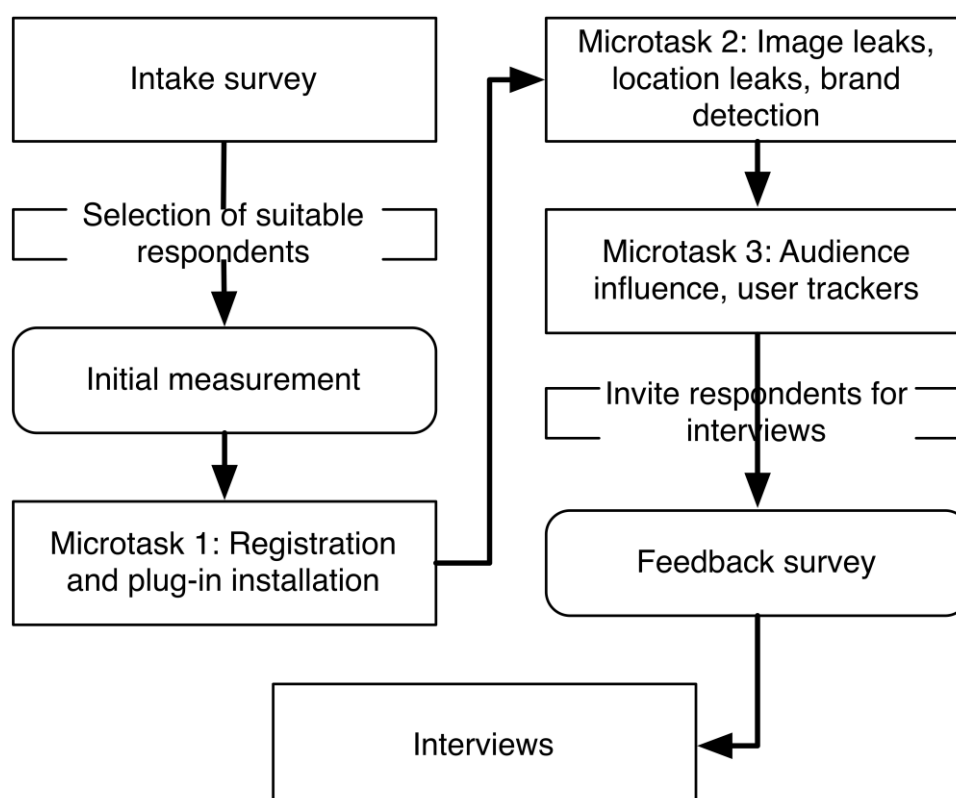 Intake survey
Selection of suitable
respondents
Initial measurement
Microtask 1: Registration
and plug-in installation
Microtask 2: Image leaks,
location leaks, brand
detection
Microtask 3: Audience
influence, user trackers
Invite respondents for
interviews
Feedback survey
Interviews